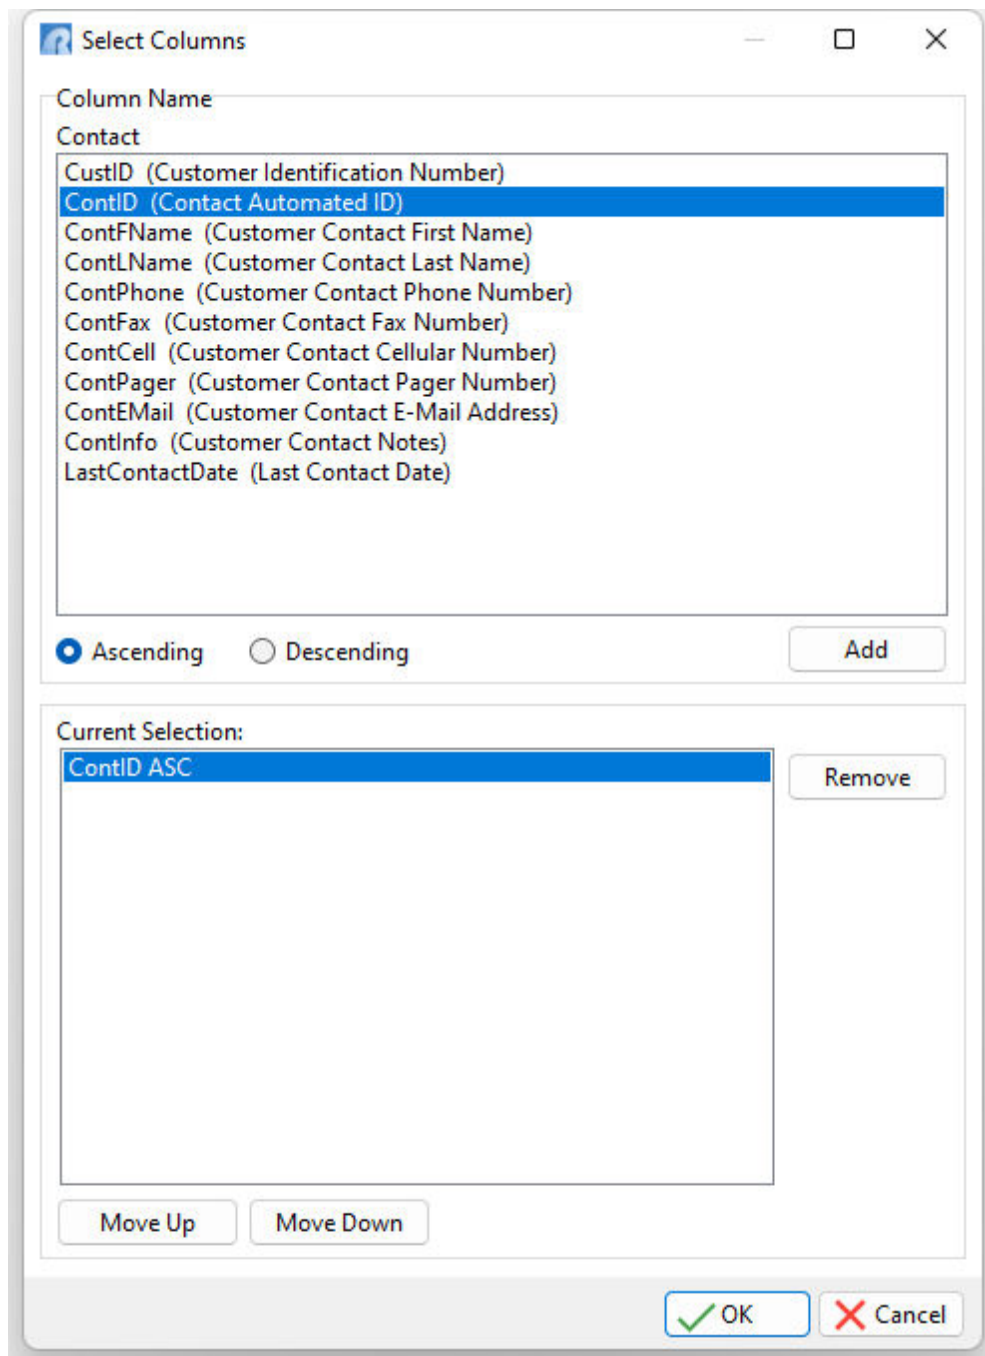 Select Columns
Column Name
Contact
CustID (Customer Identification Number)
ContID (Contact Automated ID)
ContFName (Customer Contact First Name)
ContLName (Customer Contact Last Name)
ContPhone (Customer Contact Phone Number)
ContFax (Customer Contact Fax Number)
ContCell (Customer Contact Cellular Number)
ContPager (Customer Contact Pager Number)
ContEMail (Customer Contact E-Mail Address)
ContInfo (Customer Contact Notes)
LastContactDate (Last Contact Date)
Ascending Descending Add
Current Selection:
ContID ASC
Remove
Move Up Move Down
OK Cancel